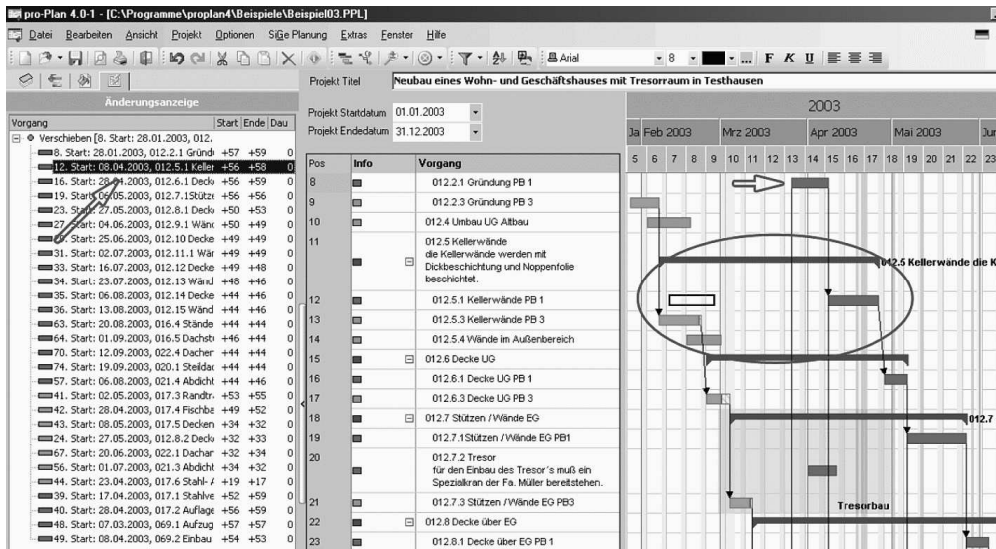 pro-Plan 4.0-1 - [C:\Programme\proplan4\Beispiele\Beispiel03.PPL]
Datei Bearbeiten Ansicht Projekt Optionen SiGe Planung Extras Fenster Hilfe
Arial 8 F K U
Änderungsanzeige
Vorgang Start Ende Dau
Verschieben [8. Start: 28.01.2003, 012.
8. Start: 28.01.2003, 012.2.1 Gründ +57 +59 0
12. Start: 08.04.2003, 012.5.1 Keller +56 +58 0
16. Start: 28.04.2003, 012.6.1 Deck +56 +59 0
19. Start: 06.05.2003, 012.7.1Stütze +56 +56 0
23. Start: 27.05.2003, 012.8.1 Deck +50 +53 0
27. Start: 04.06.2003, 012.9.1 Wänd +50 +49 0
Start: 25.06.2003, 012.10 Decke +49 +49 0
31. Start: 02.07.2003, 012.11.1 Wär +49 +49 0
33. Start: 16.07.2003, 012.12 Decke +49 +48 0
34. Start: 23.07.2003, 012.13 Wänd +48 +46 0
35. Start: 06.08.2003, 012.14 Decke +44 +46 0
36. Start: 13.08.2003, 012.15 Wänd +44 +46 0
63. Start: 20.08.2003, 016.4 Stände +44 +44 0
64. Start: 01.09.2003, 016.5 Dachst +46 +44 0
70. Start: 12.09.2003, 022.4 Dacher +44 +44 0
74. Start: 19.09.2003, 020.1 Steildac +44 +44 0
57. Start: 06.08.2003, 021.4 Abdicht +44 +46 0
41. Start: 02.05.2003, 017.3 Randtr. +53 +55 0
42. Start: 28.04.2003, 017.4 Fischba +49 +52 0
43. Start: 08.05.2003, 017.5 Decken +34 +32 0
24. Start: 27.05.2003, 012.8.2 Deck +32 +33 0
67. Start: 20.06.2003, 022.1 Dachar +32 +34 0
56. Start: 01.07.2003, 021.3 Abdicht +34 +32 0
44. Start: 23.04.2003, 017.6 Stahl- +19 +17 0
39. Start: 17.04.2003, 017.1 Stahlve +52 +59 0
40. Start: 28.04.2003, 017.2 Auflage +56 +59 0
48. Start: 07.03.2003, 069.1 Aufzug +57 +57 0
49. Start: 08.04.2003, 069.2 Einbau +54 +53 0
Projekt Titel Neubau eines Wohn- und Geschäftshauses mit Tresorraum in Testhausen
Projekt Startdatum 01.01.2003
Projekt Endedatum 31.12.2003
2003
Ja Feb 2003 Mrz 2003 Apr 2003 Mai 2003 Jun
5 6 7 8 9 10 11 12 13 14 15 16 17 18 19 20 21 22 23
Pos Info Vorgang
8 012.2.1 Gründung PB 1
9 012.2.3 Gründung PB 3
10 012.4 Umbau UG Altbau
11 012.5 Kellerwände
die Kellerwände werden mit
Dickbeschichtung und Noppenfolie
beschichtet.
012.5 Kellerwände die K
12 012.5.1 Kellerwände PB 1
13 012.5.3 Kellerwände PB 3
14 012.5.4 Wände im Außenbereich
15 012.6 Decke UG
16 012.6.1 Decke UG PB 1
17 012.6.3 Decke UG PB 3
18 012.7 Stützen / Wände EG
012.7
19 012.7.1Stützen / Wände EG PB1
20 012.7.2 Tresor
für den Einbau des Tresor´s muß ein
Spezialkran der Fa. Müller bereitstehen.
21 012.7.3 Stützen / Wände EG PB3
Tresorbau
22 012.8 Decke über EG
23 012.8.1 Decke über EG PB 1